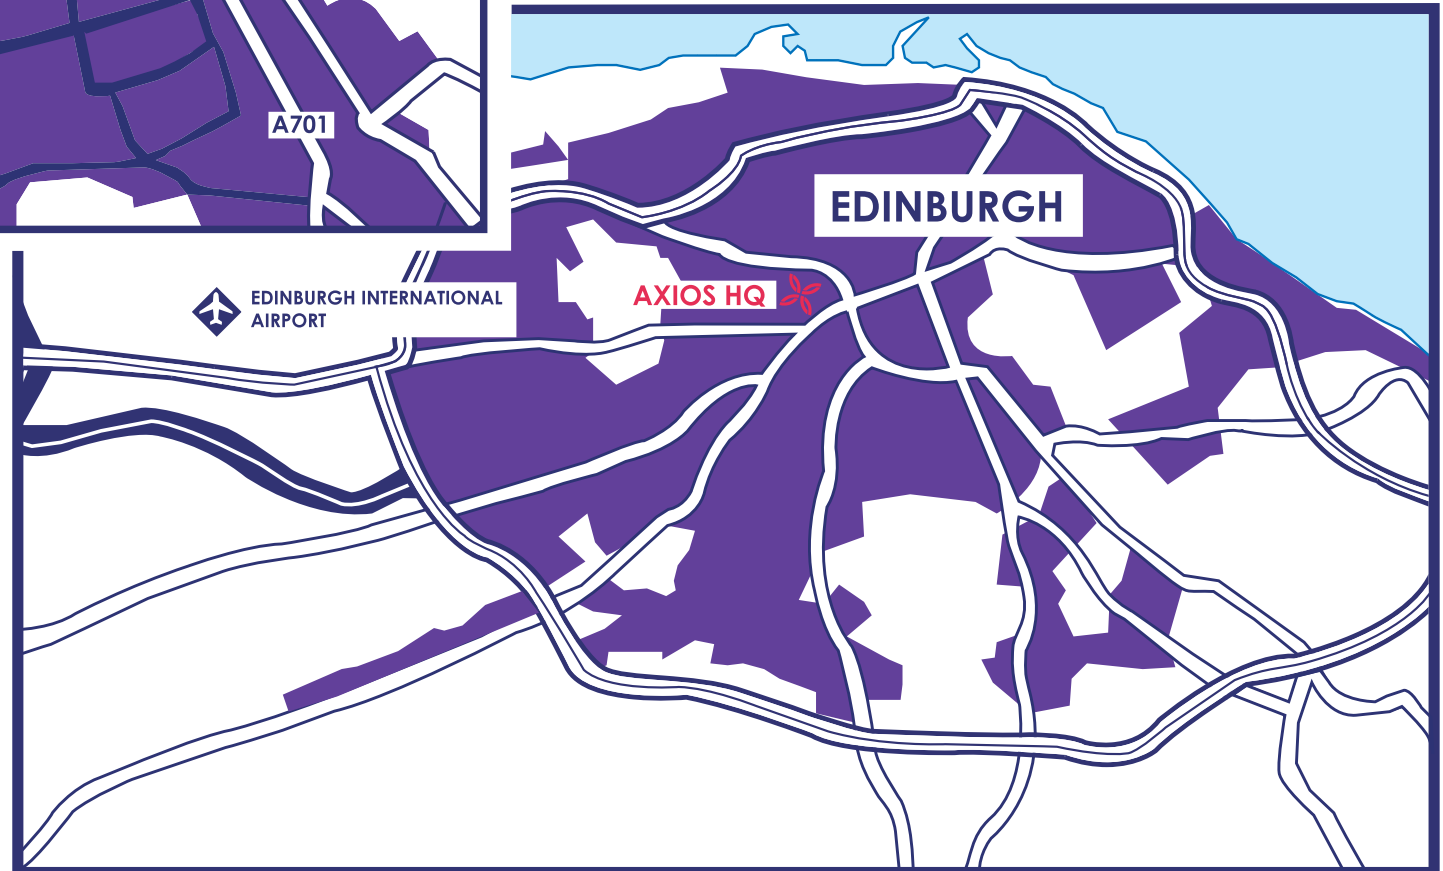 A701
EDINBURGH
AXIOS HQ
EDINBURGH INTERNATIONAL
AIRPORT